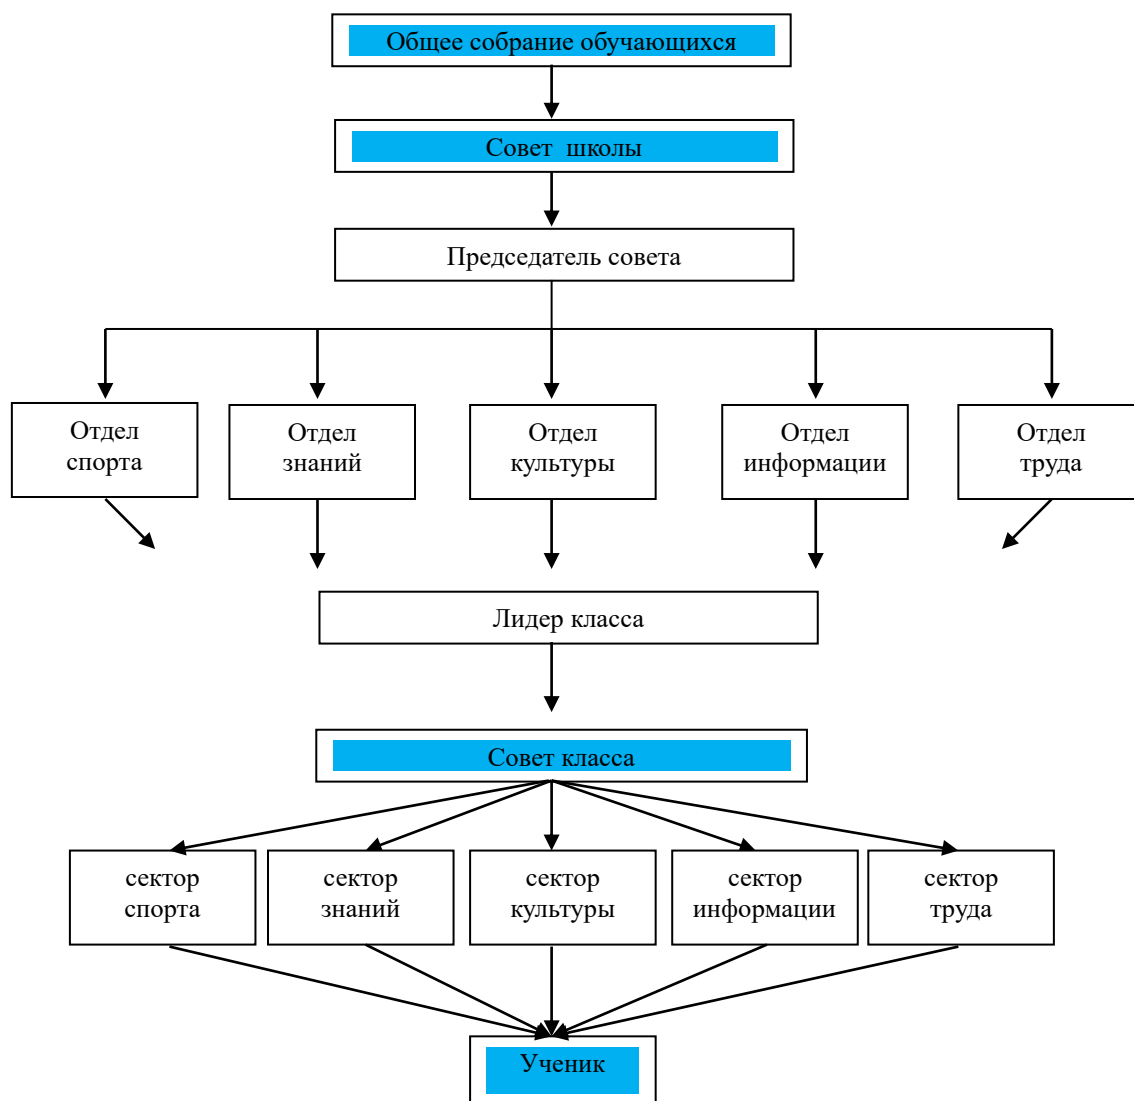 Общее собрание обучающихся
Совет школы
Председатель совета
Отдел
спорта
Отдел
знаний
Отдел
культуры
Отдел
информации
Отдел
труда
Лидер класса
Совет класса
сектор
спорта
сектор
знаний
сектор
культуры
сектор
информации
сектор
труда
Ученик